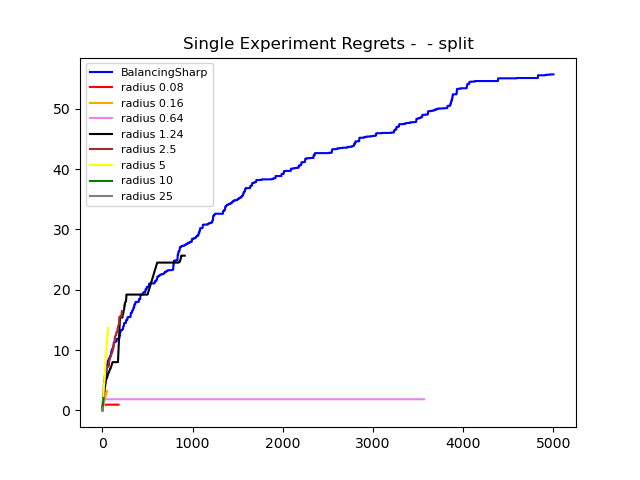 Single Experiment Regrets -  - split
BalancingSharp
radius 0.08
radius 0.16
radius 0.64
radius 1.24
radius 2.5
radius 5
radius 10
radius 25
50
40
30
20
10
0
0 1000 2000 3000 4000 5000